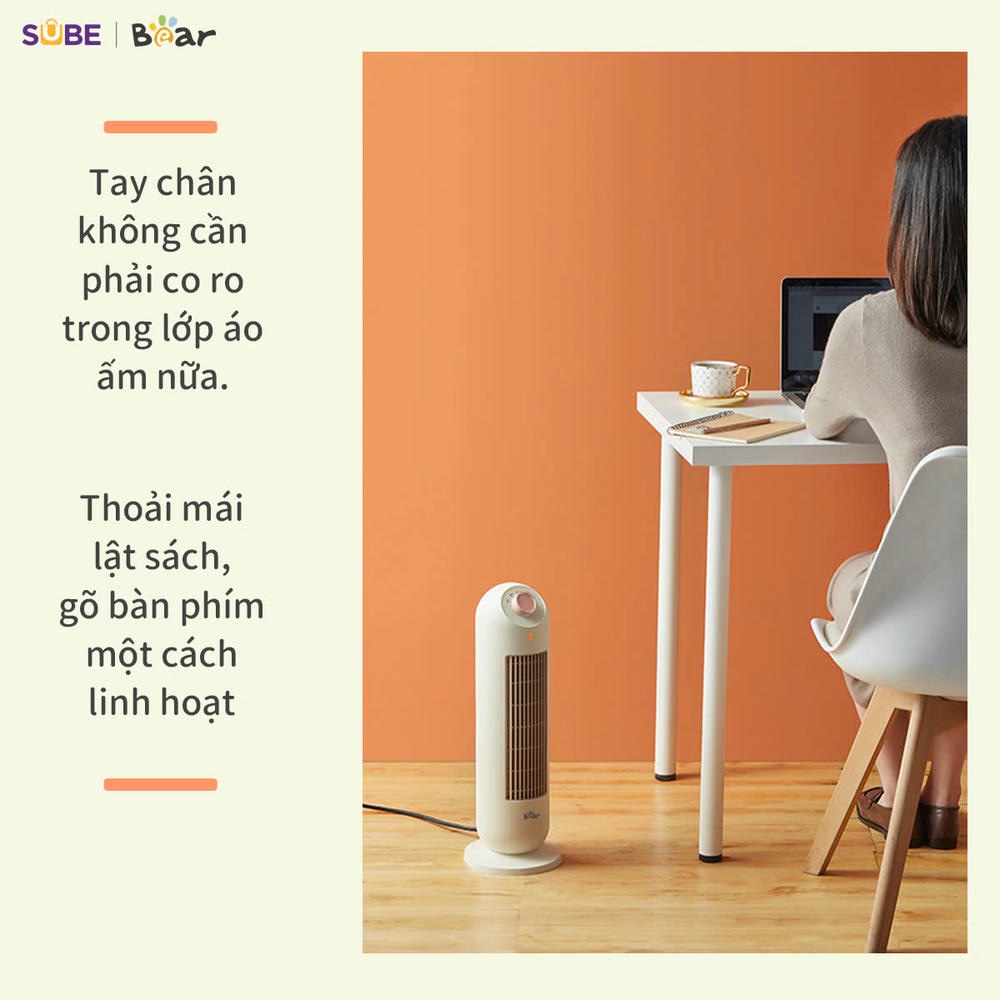 SUBE | Bear
Tay chân
không cần
phải co ro
trong lớp áo
ấm nữa.
Thoải mái
lật sách,
gõ bàn phím
một cách
linh hoạt
Bear